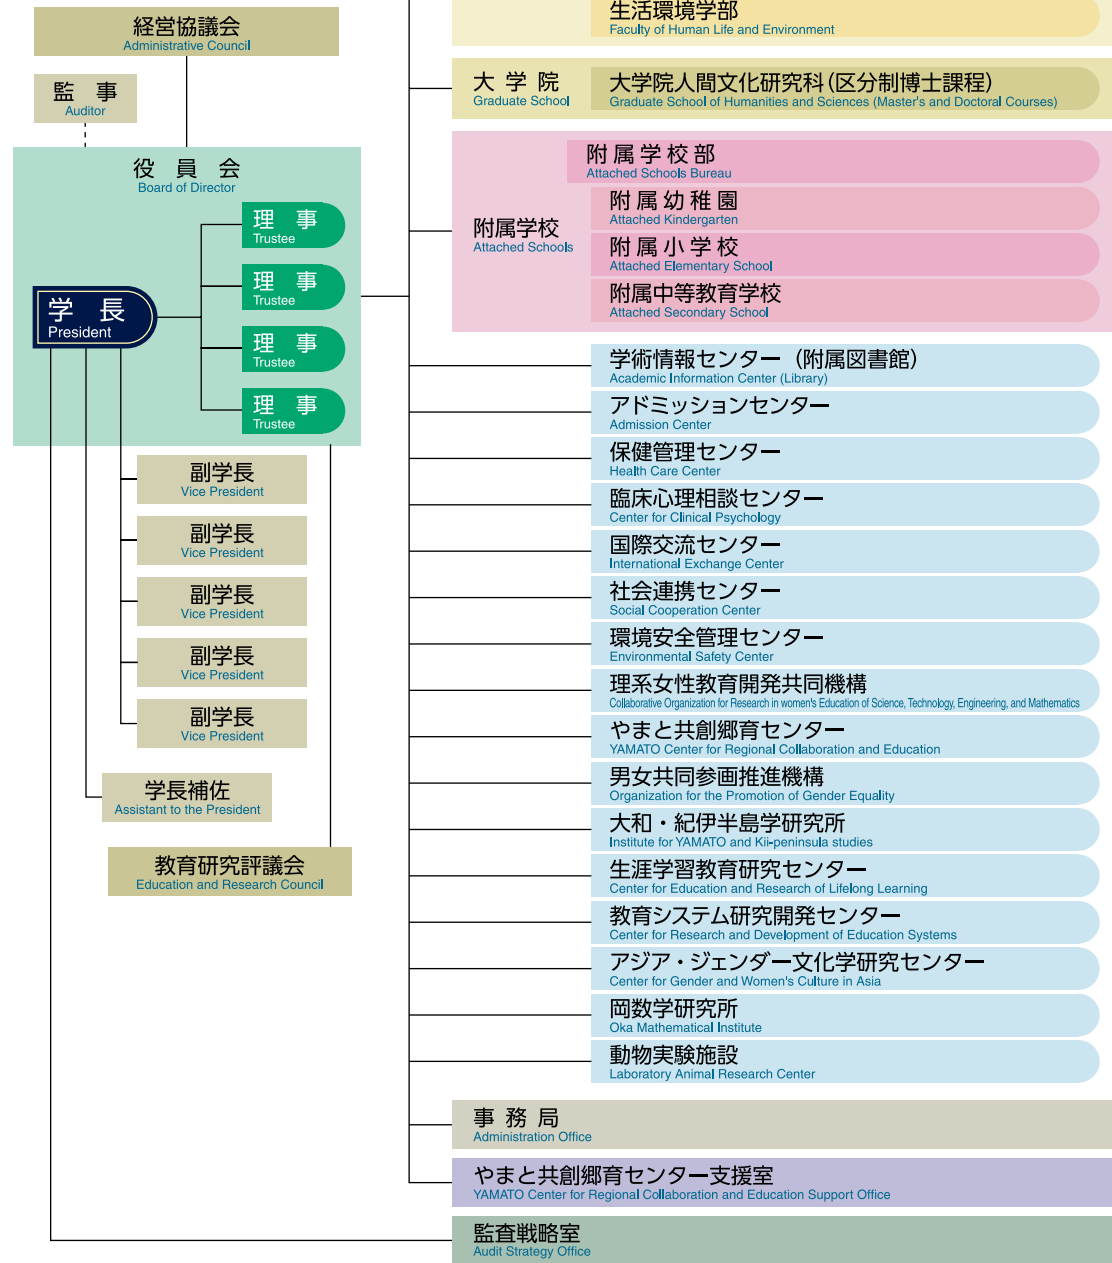 経営協議会
Administrative Council
監 事
Auditor
役 員 会
Board of Director
理 事
Trustee
理 事
Trustee
学 長
President
理 事
Trustee
理 事
Trustee
副学長
Vice President
副学長
Vice President
副学長
Vice President
副学長
Vice President
副学長
Vice President
学長補佐
Assistant to the President
教育研究評議会
Education and Research Council
生活環境学部
Faculty of Human Life and Environment
大 学 院
Graduate School
大学院人間文化研究科(区分制博士課程)
Graduate School of Humanities and Sciences (Master's and Doctoral Courses)
附属学校
Attached Schools
附 属 学 校 部
Attached Schools Bureau
附 属 幼 稚 園
Attached Kindergarten
附 属 小 学 校
Attached Elementary School
附属中等教育学校
Attached Secondary School
学術情報センター (附属図書館)
Academic Information Center (Library)
アドミッションセンター
Admission Center
保健管理センター
Health Care Center
臨床心理相談センター
Center for Clinical Psychology
国際交流センター
International Exchange Center
社会連携センター
Social Cooperation Center
環境安全管理センター
Environmental Safety Center
理系女性教育開発共同機構
Collaborative Organization for Research in women's Education of Science, Technology, Engineering, and Mathematics
やまと共創郷育センター
YAMATO Center for Regional Collaboration and Education
男女共同参画推進機構
Organization for the Promotion of Gender Equality
大和・紀伊半島学研究所
Institute for YAMATO and Kii-peninsula studies
生涯学習教育研究センター
Center for Education and Research of Lifelong Learning
教育システム研究開発センター
Center for Research and Development of Education Systems
アジア・ジェンダー文化学研究センター
Center for Gender and Women's Culture in Asia
岡数学研究所
Oka Mathematical Institute
動物実験施設
Laboratory Animal Research Center
事 務 局
Administration Office
やまと共創郷育センター支援室
YAMATO Center for Regional Collaboration and Education Support Office
監査戦略室
Audit Strategy Office